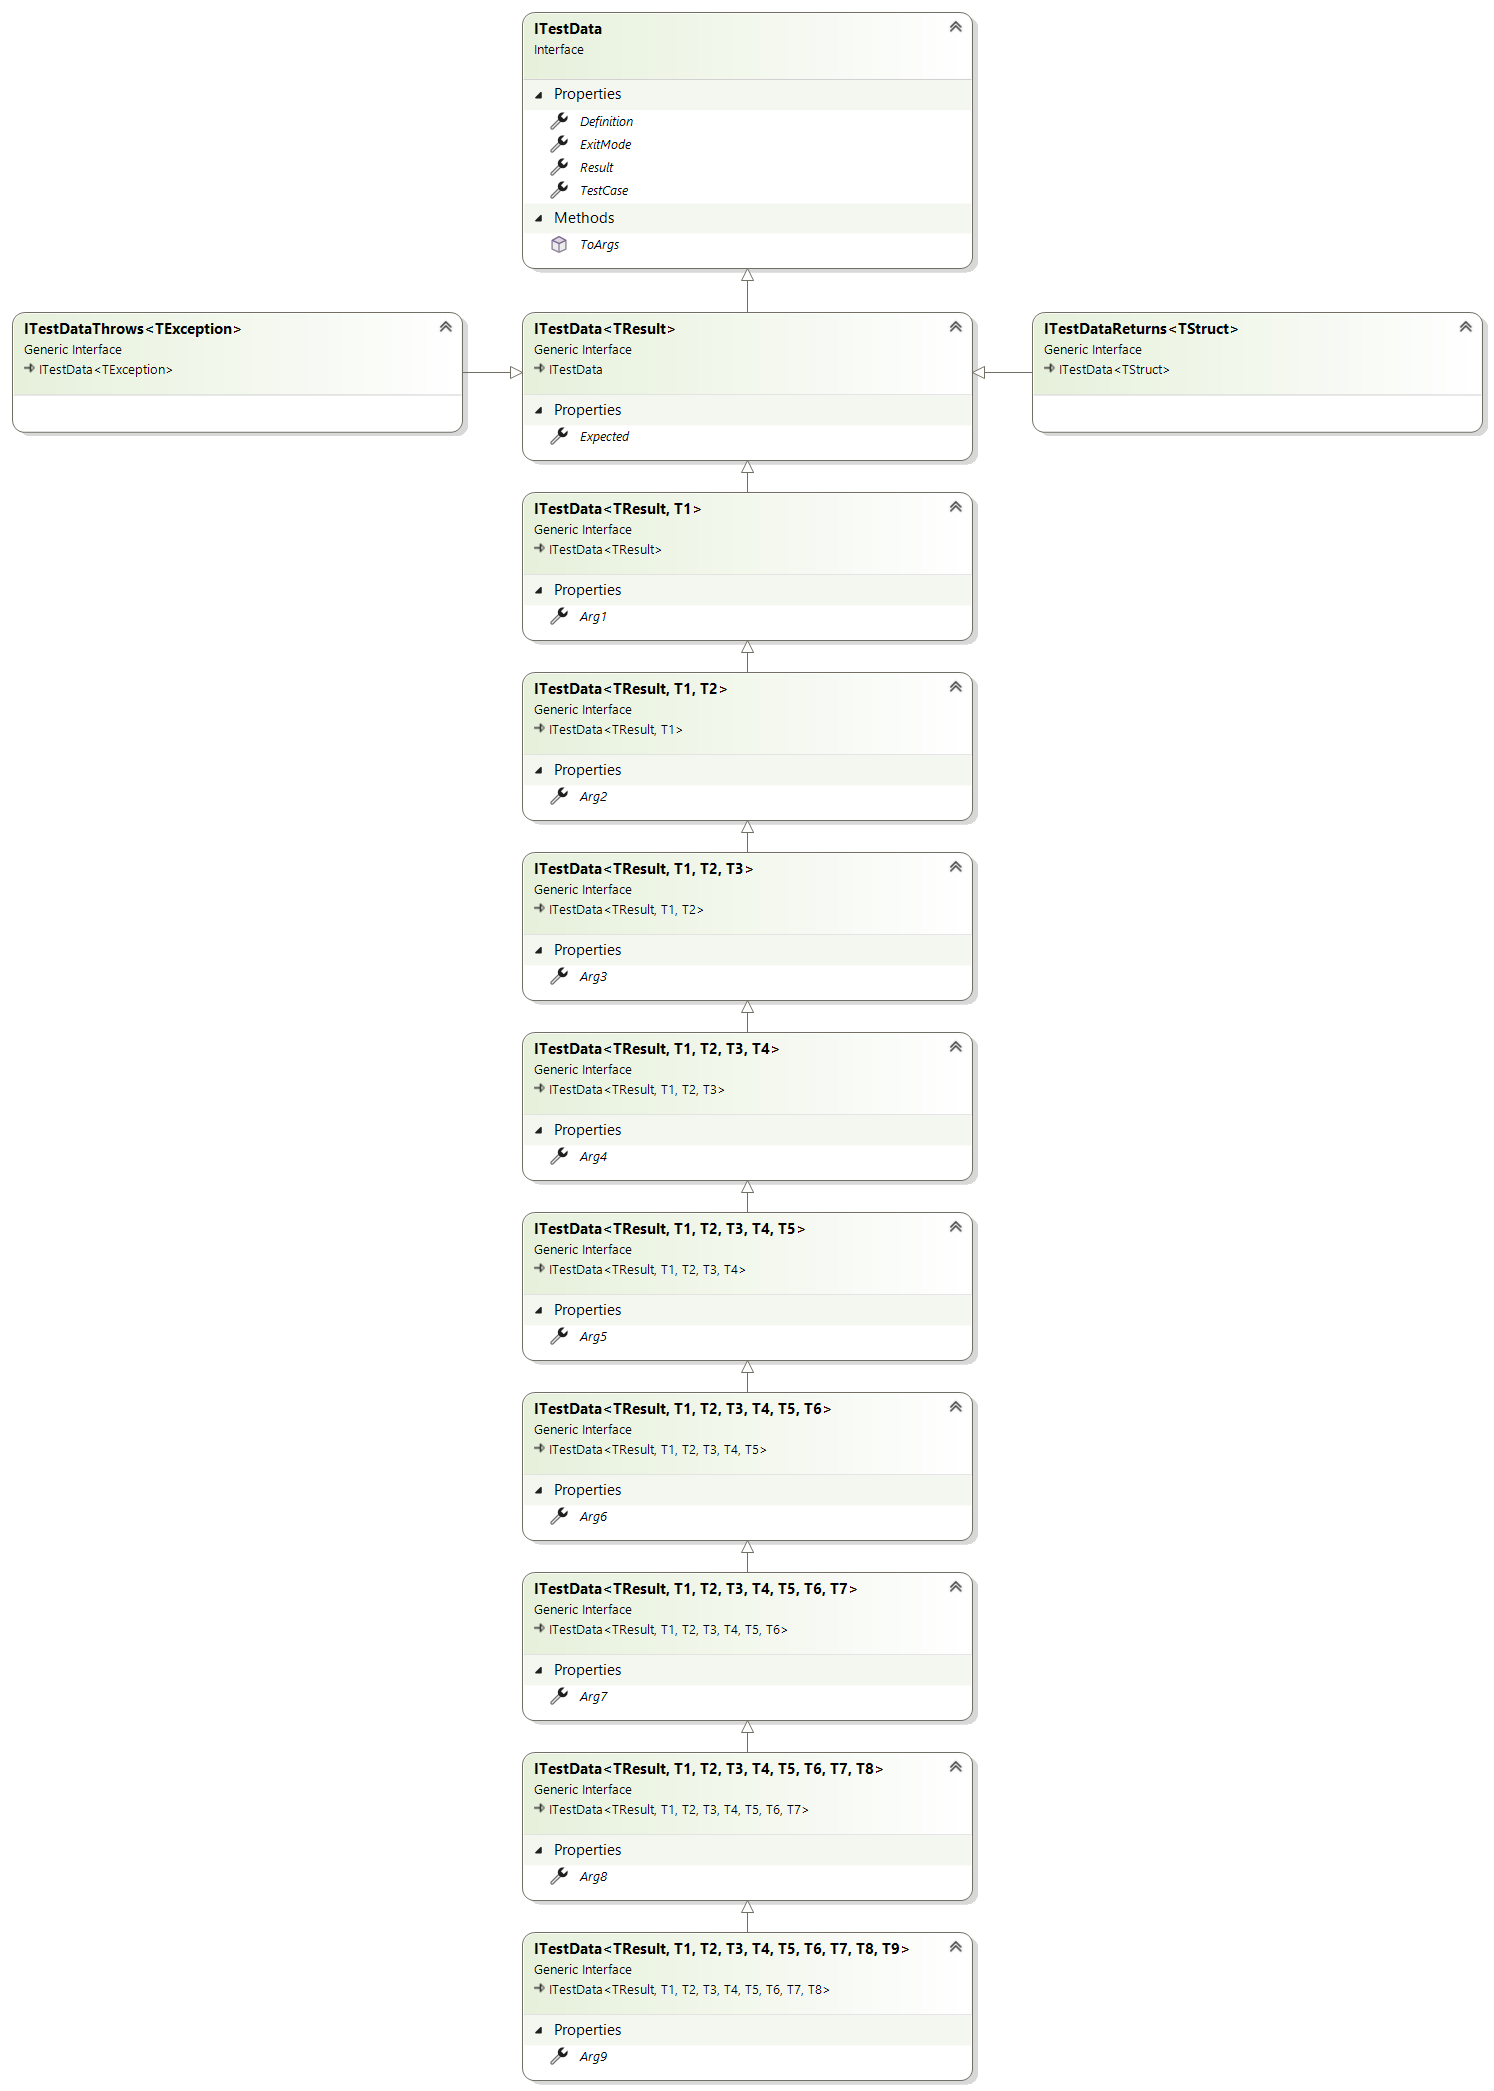 ITestData
Interface
Properties
Definition
ExitMode
Result
TestCase
Methods
ToArgs
ITestDataThrows<TException>
Generic Interface
ITestData<TException>
ITestData<TResult>
Generic Interface
ITestData
Properties
Expected
ITestDataReturns<TStruct>
Generic Interface
ITestData<TStruct>
ITestData<TResult, T1>
Generic Interface
ITestData<TResult>
Properties
Arg1
ITestData<TResult, T1, T2>
Generic Interface
ITestData<TResult, T1>
Properties
Arg2
ITestData<TResult, T1, T2, T3>
Generic Interface
ITestData<TResult, T1, T2>
Properties
Arg3
ITestData<TResult, T1, T2, T3, T4>
Generic Interface
ITestData<TResult, T1, T2, T3>
Properties
Arg4
ITestData<TResult, T1, T2, T3, T4, T5>
Generic Interface
ITestData<TResult, T1, T2, T3, T4>
Properties
Arg5
ITestData<TResult, T1, T2, T3, T4, T5, T6>
Generic Interface
ITestData<TResult, T1, T2, T3, T4, T5>
Properties
Arg6
ITestData<TResult, T1, T2, T3, T4, T5, T6, T7>
Generic Interface
ITestData<TResult, T1, T2, T3, T4, T5, T6>
Properties
Arg7
ITestData<TResult, T1, T2, T3, T4, T5, T6, T7, T8>
Generic Interface
ITestData<TResult, T1, T2, T3, T4, T5, T6, T7>
Properties
Arg8
ITestData<TResult, T1, T2, T3, T4, T5, T6, T7, T8, T9>
Generic Interface
ITestData<TResult, T1, T2, T3, T4, T5, T6, T7, T8>
Properties
Arg9